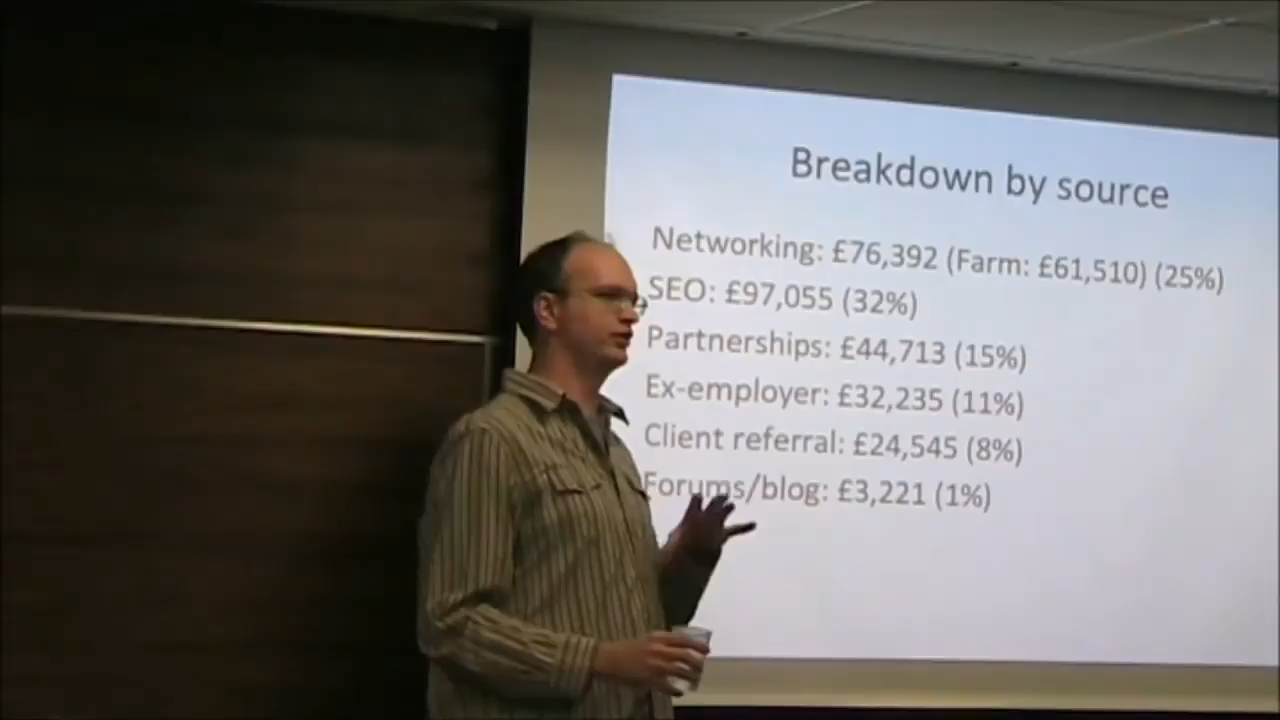 Breakdown by source
Networking: £76,392 (Farm: £61,510) (25%)
SEO: £97,055 (32%)
Partnerships: £44,713 (15%)
Ex-employer: £32,235 (11%)
Client referral: £24,545 (8%)
Forums/blog: £3,221 (1%)